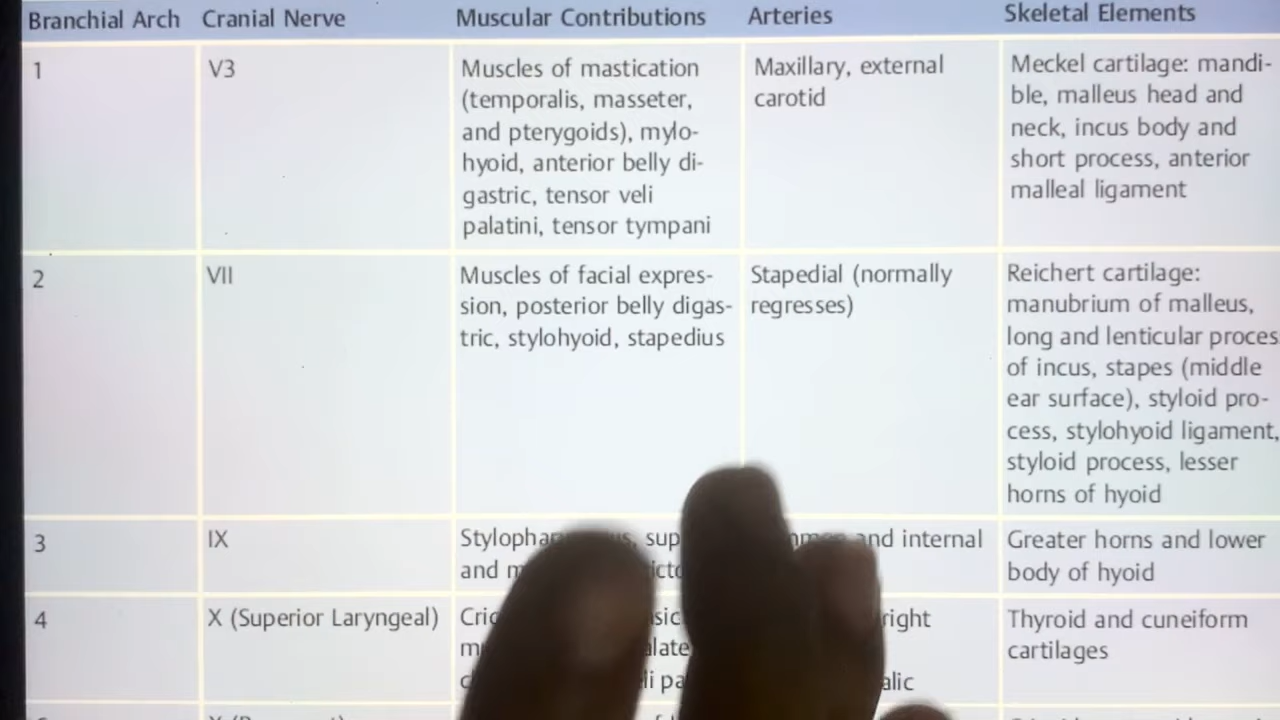 Branchial Arch Cranial Nerve Muscular Contributions Arteries Skeletal Elements
1
V3
Muscles of mastication
(temporalis, masseter,
and pterygoids), mylo-
hyoid, anterior belly di-
gastric, tensor veli
palatini, tensor tympani
Maxillary, external
carotid
Meckel cartilage: mandi-
ble, malleus head and
neck, incus body and
short process, anterior
malleal ligament
2
VII
Muscles of facial expres-
sion, posterior belly digas-
tric, stylohyoid, stapedius
Stapedial (normally
regresses)
Reichert cartilage:
manubrium of malleus,
long and lenticular proces
of incus, stapes (middle
ear surface), styloid pro-
cess, stylohyoid ligament,
styloid process, lesser
horns of hyoid
3
IX
and
and internal
Greater horns and lower
body of hyoid
4
X (Superior Laryngeal)
right
Thyroid and cuneiform
cartilages